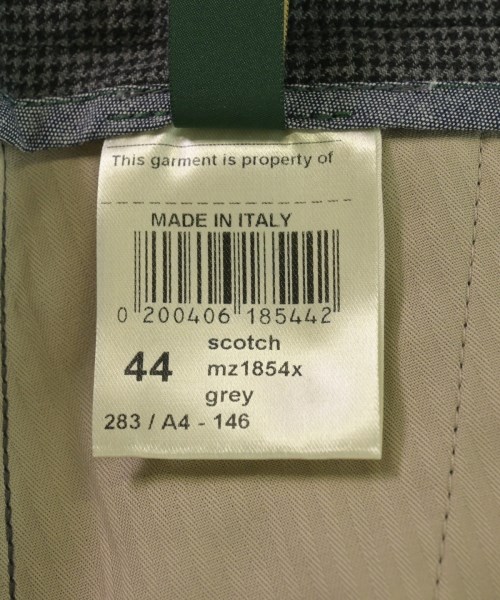 This garment is property of
MADE IN ITALY
0 200406 185442
scotch
44 mz1854x
grey
283 / A4 - 146